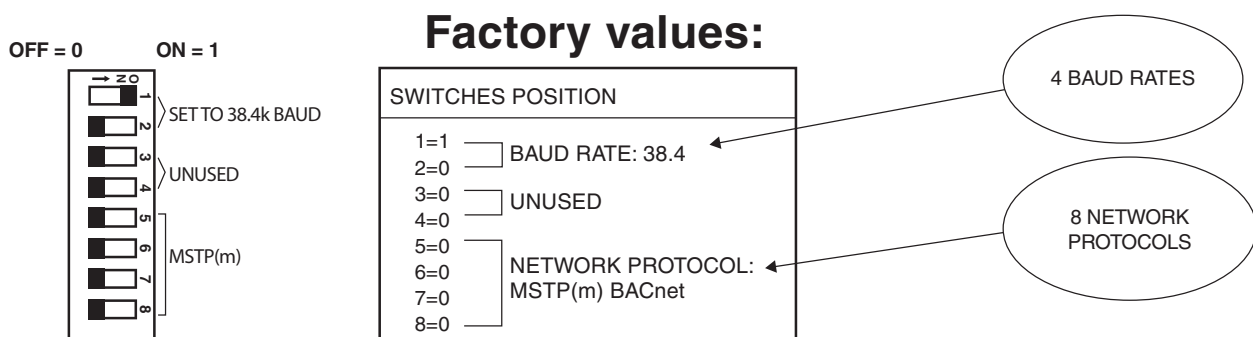 Factory values:
OFF = 0 ON = 1
ON
1
2
3
4
5
6
7
8
SET TO 38.4k BAUD
UNUSED
MSTP(m)
SWITCHES POSITION
1=1
2=0
BAUD RATE: 38.4
3=0
4=0
UNUSED
5=0
6=0
7=0
8=0
NETWORK PROTOCOL:
MSTP(m) BACnet
4 BAUD RATES
8 NETWORK
PROTOCOLS